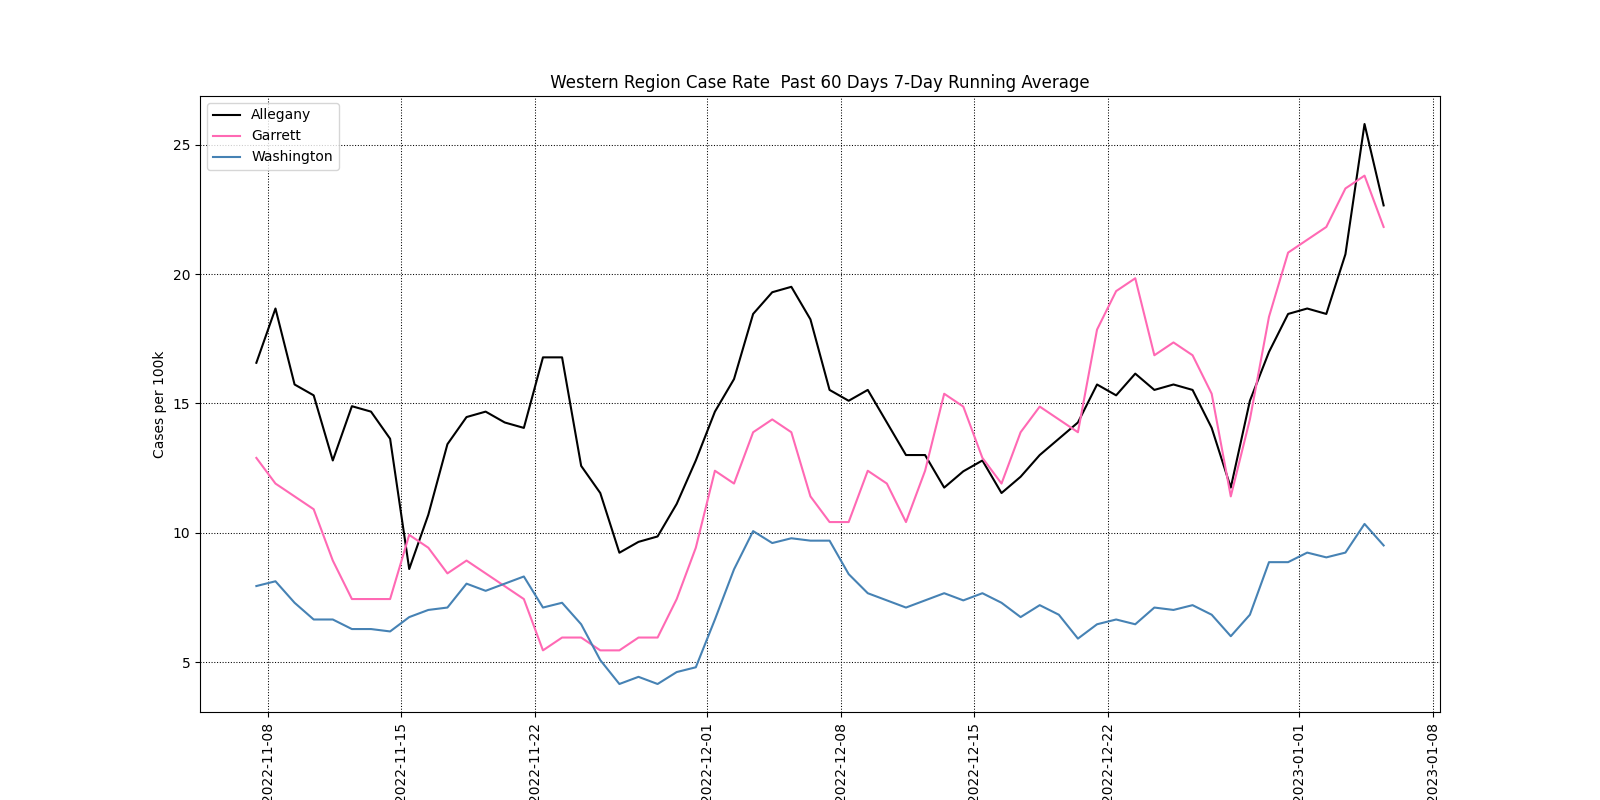 Western Region Case Rate  Past 60 Days 7-Day Running Average
Allegany
Garrett
Washington
Cases per 100k
25
20
15
10
5
2022-11-08
2022-11-15
2022-11-22
2022-12-01
2022-12-08
2022-12-15
2022-12-22
2023-01-01
2023-01-08